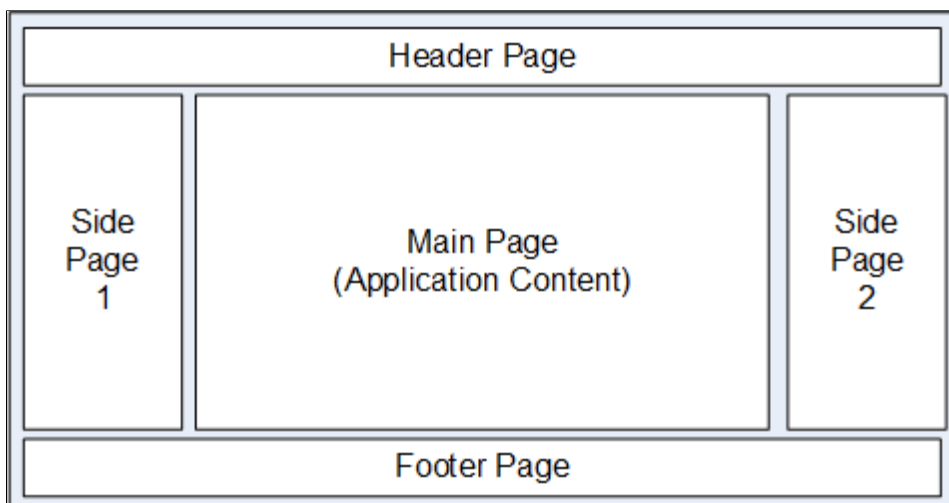 Header Page
Side
Page
1
Main Page
(Application Content)
Side
Page
2
Footer Page